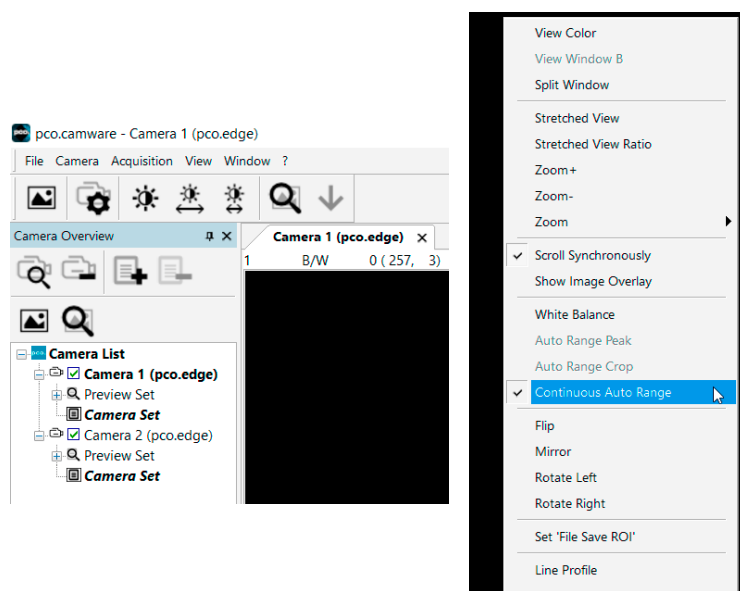 pco. pco.camware - Camera 1 (pco.edge)
File Camera Acquisition View Window ?
Camera Overview
Camera 1 (pco.edge)
1 B/W 0 ( 257, 3)
pco. Camera List
Camera 1 (pco.edge)
Preview Set
Camera Set
Camera 2 (pco.edge)
Preview Set
Camera Set
View Color
View Window B
Split Window
Stretched View
Stretched View Ratio
Zoom+
Zoom-
Zoom
Scroll Synchronously
Show Image Overlay
White Balance
Auto Range Peak
Auto Range Crop
Continuous Auto Range
Flip
Mirror
Rotate Left
Rotate Right
Set 'File Save ROI'
Line Profile